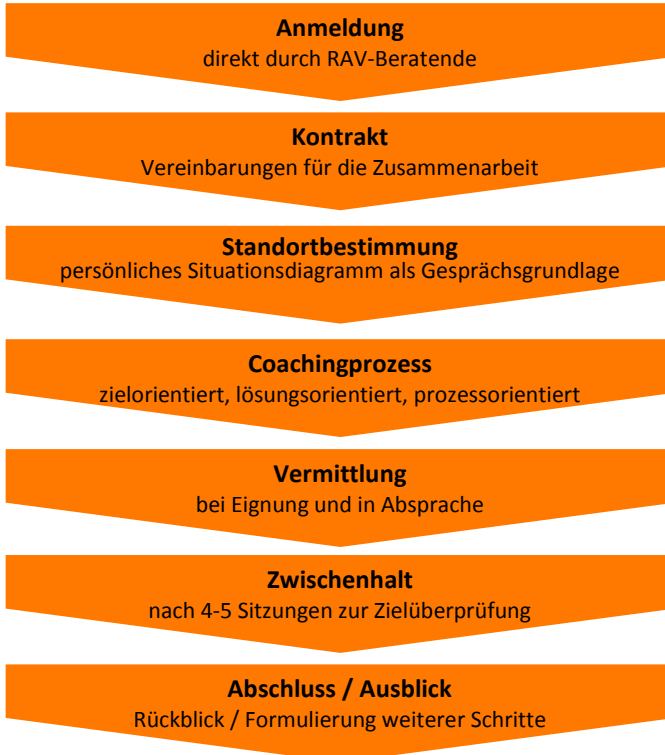 Anmeldung
direkt durch RAV-Beratende
Kontrakt
Vereinbarungen für die Zusammenarbeit
Standortbestimmung
persönliches Situationsdiagramm als Gesprächsgrundlage
Coachingprozess
zielorientiert, lösungsorientiert, prozessorientiert
Vermittlung
bei Eignung und in Absprache
Zwischenhalt
nach 4-5 Sitzungen zur Zielüberprüfung
Abschluss / Ausblick
Rückblick / Formulierung weiterer Schritte